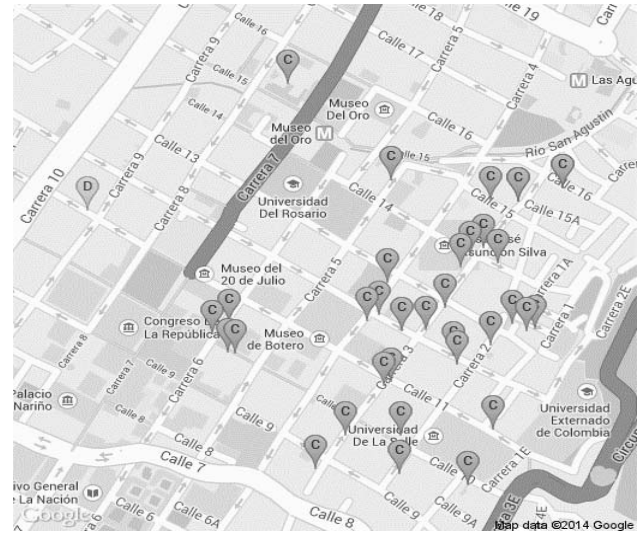 Calle 18
Calle 19
Carrera 9
Calle 16
Carrera 5
Calle 17
C
Calle 15
Carrera 4
M
Las Agu
Museo
Del Oro
Calle 14
Calle 16
Museo
del Oro
M
Río San Agustín
Carrera 10
Calle 13
Carrera 7
Calle 15
C
C
C
C
Calle 16
D
Carrera 9
Carrera 8
Calle 14
Calle 15
Calle 15A
Universidad
Del Rosario
C
C
C
C
Silva
Museo del
20 de Julio
Carrera 5
C
Carrera 1A
Carrera 2E
C
C
C
C
C
C
C
Carrera 1
C
C
Congreso
La República
C
C
C
C
Museo
de Botero
C
C
Carrera 3
Carrera 2
Carrera 8
Carrera 7
Calle 9
Carrera 6
C
Calle 11
Palacio
Nariño
Calle 8
Calle 9
C
C
C
Universidad
Externado
de Colombia
Universidad
De La Salle
Carrera 1E
Calle 8
Calle 7
C
C
C
Calle 10
Circun
ivo General
e La Nación
Calle 6A
Calle 8
Calle 9
Calle 9A
3E
Google
Map data ©2014 Google